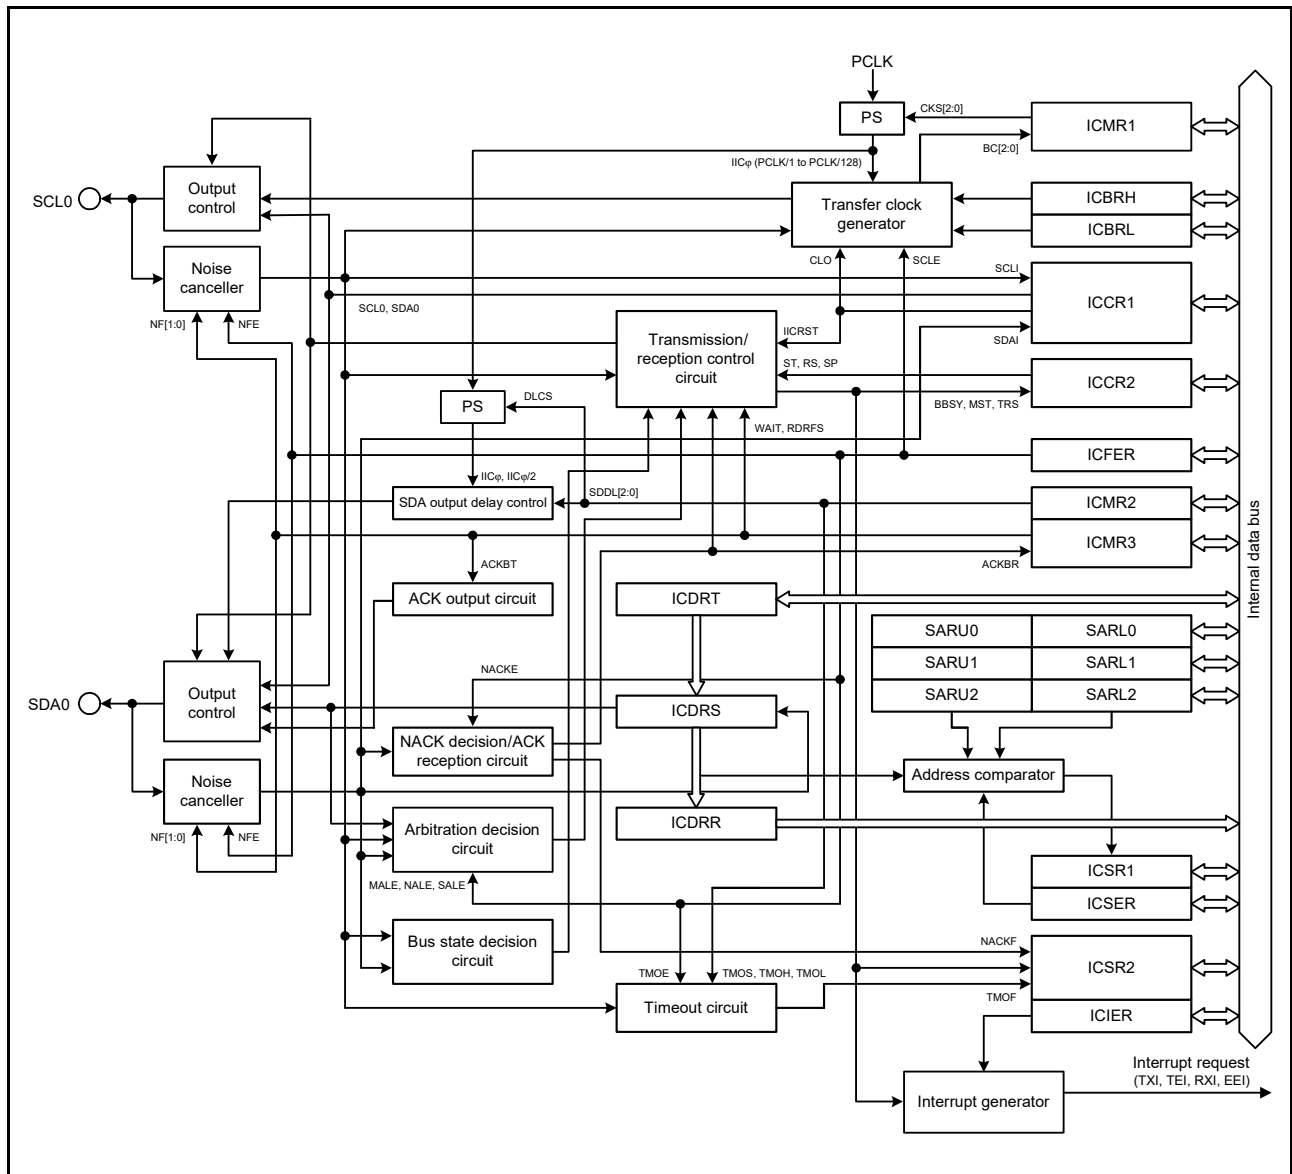 PCLK
PS
CKS[2:0]
ICMR1
BC[2:0]
IICφ (PCLK/1 to PCLK/128)
SCL0
Output
control
Transfer clock
generator
ICBRH
ICBRL
Noise
canceller
CLO
SCLE
SCLI
ICCR1
SCL0, SDA0
NF[1:0]
NFE
Transmission/
reception control
circuit
IICRST
SDAI
ST, RS, SP
ICCR2
BBSY, MST, TRS
PS
DLCS
WAIT, RDRFS
ICFER
IICφ, IICφ/2
SDA output delay control
SDDL[2:0]
ICMR2
ICMR3
ACKBR
ACKBT
ACK output circuit
ICDRT
Internal data bus
SARU0
SARL0
SARU1
SARL1
SARU2
SARL2
NACKE
SDA0
Output
control
ICDRS
NACK decision/ACK
reception circuit
Address comparator
Noise
canceller
NF[1:0]
NFE
Arbitration decision
circuit
ICDRR
MALE, NALE, SALE
ICSR1
ICSER
Bus state decision
circuit
NACKF
ICSR2
TMOE
TMOS, TMOH, TMOL
TMOF
Timeout circuit
ICIER
Interrupt request
(TXI, TEI, RXI, EEI)
Interrupt generator